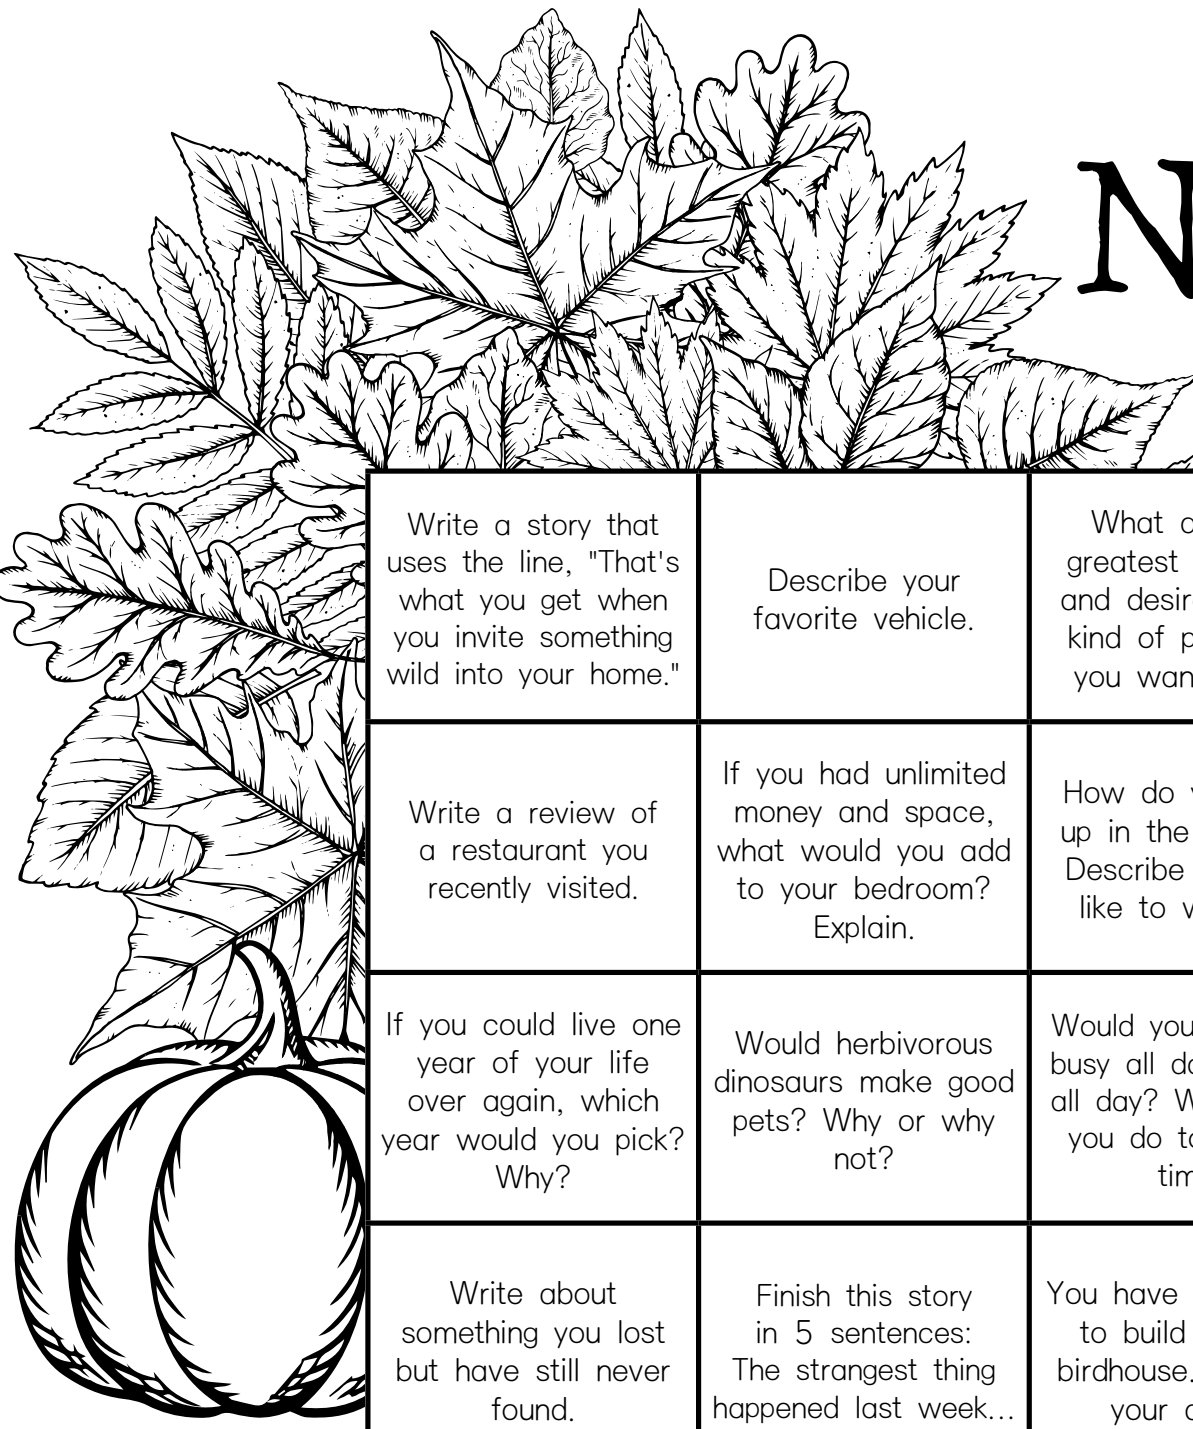 N
Write a story that
uses the line, "That's
what you get when
you invite something
wild into your home."
Describe your
favorite vehicle.
What
greatest
and
kind of
you
Write a review of
a restaurant you
recently visited.
If you had unlimited
money and space,
what would you add
to your bedroom?
Explain.
How do
up in the
Describe
like to
If you could live one
year of your life
over again, which
year would you pick?
Why?
Would herbivorous
dinosaurs make good
pets? Why or why
not?
Would you
busy all
all day?
you do
Write about
something you lost
but have still never
found.
Finish this story
in 5 sentences:
The strangest thing
happened last week...
You have
to build
birdhouse.
your